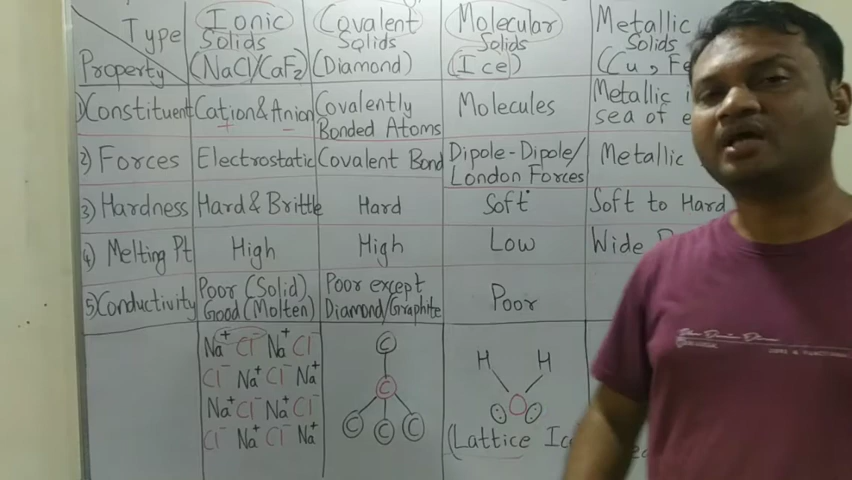 Type
Property
Ionic
Solids
(NaCl/CaF₂)
Covalent
Solids
(Diamond)
Molecular
Solids
(Ice)
Metallic
Solids
(Cu, Fe
1) Constituent
Cation & Anion
+ −
Covalently
Bonded Atoms
Molecules
Metallic
sea of
2) Forces
Electrostatic
Covalent Bond
Dipole-Dipole/
London Forces
Metallic
3) Hardness
Hard & Brittle
Hard
Soft
Soft to Hard
4) Melting Pt
High
High
Low
Wide
5) Conductivity
Poor (Solid)
Good (Molten)
Poor except
Diamond/Graphite
Poor
Na⁺ Cl⁻ Na⁺ Cl⁻
Cl⁻ Na⁺ Cl⁻ Na⁺
Na⁺ Cl⁻ Na⁺ Cl⁻
Cl⁻ Na⁺ Cl⁻ Na⁺
C
C
C C C
H H
O
(Lattice Ice